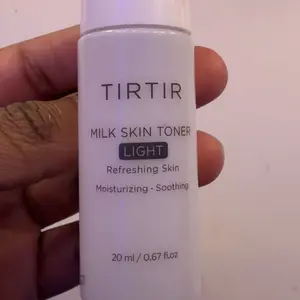 TIRTIR
MILK SKIN TONER
LIGHT
Refreshing Skin
Moisturizing - Soothing
20 ml / 0.67 fl.oz